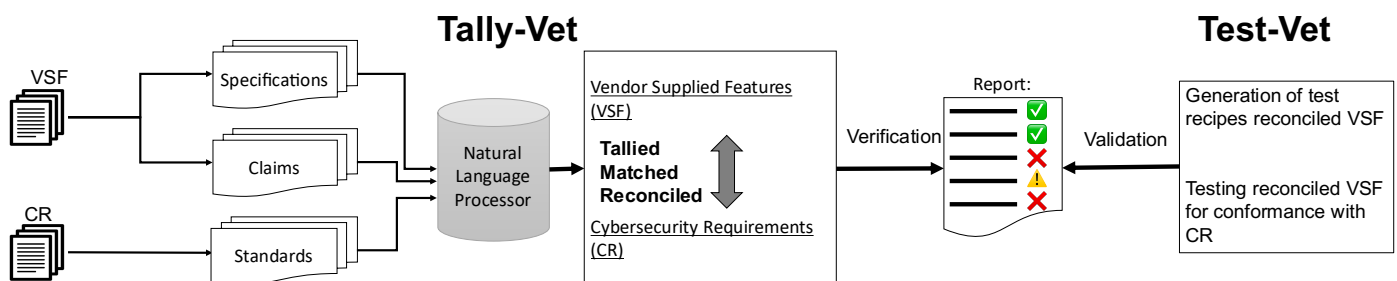 Tally-Vet
Test-Vet
VSF
Specifications
Claims
CR
Standards
Natural
Language
Processor
Vendor Supplied Features
(VSF)
Tallied
Matched
Reconciled
Cybersecurity Requirements
(CR)
Verification
Report:
Validation
Generation of test
recipes reconciled VSF
Testing reconciled VSF
for conformance with
CR